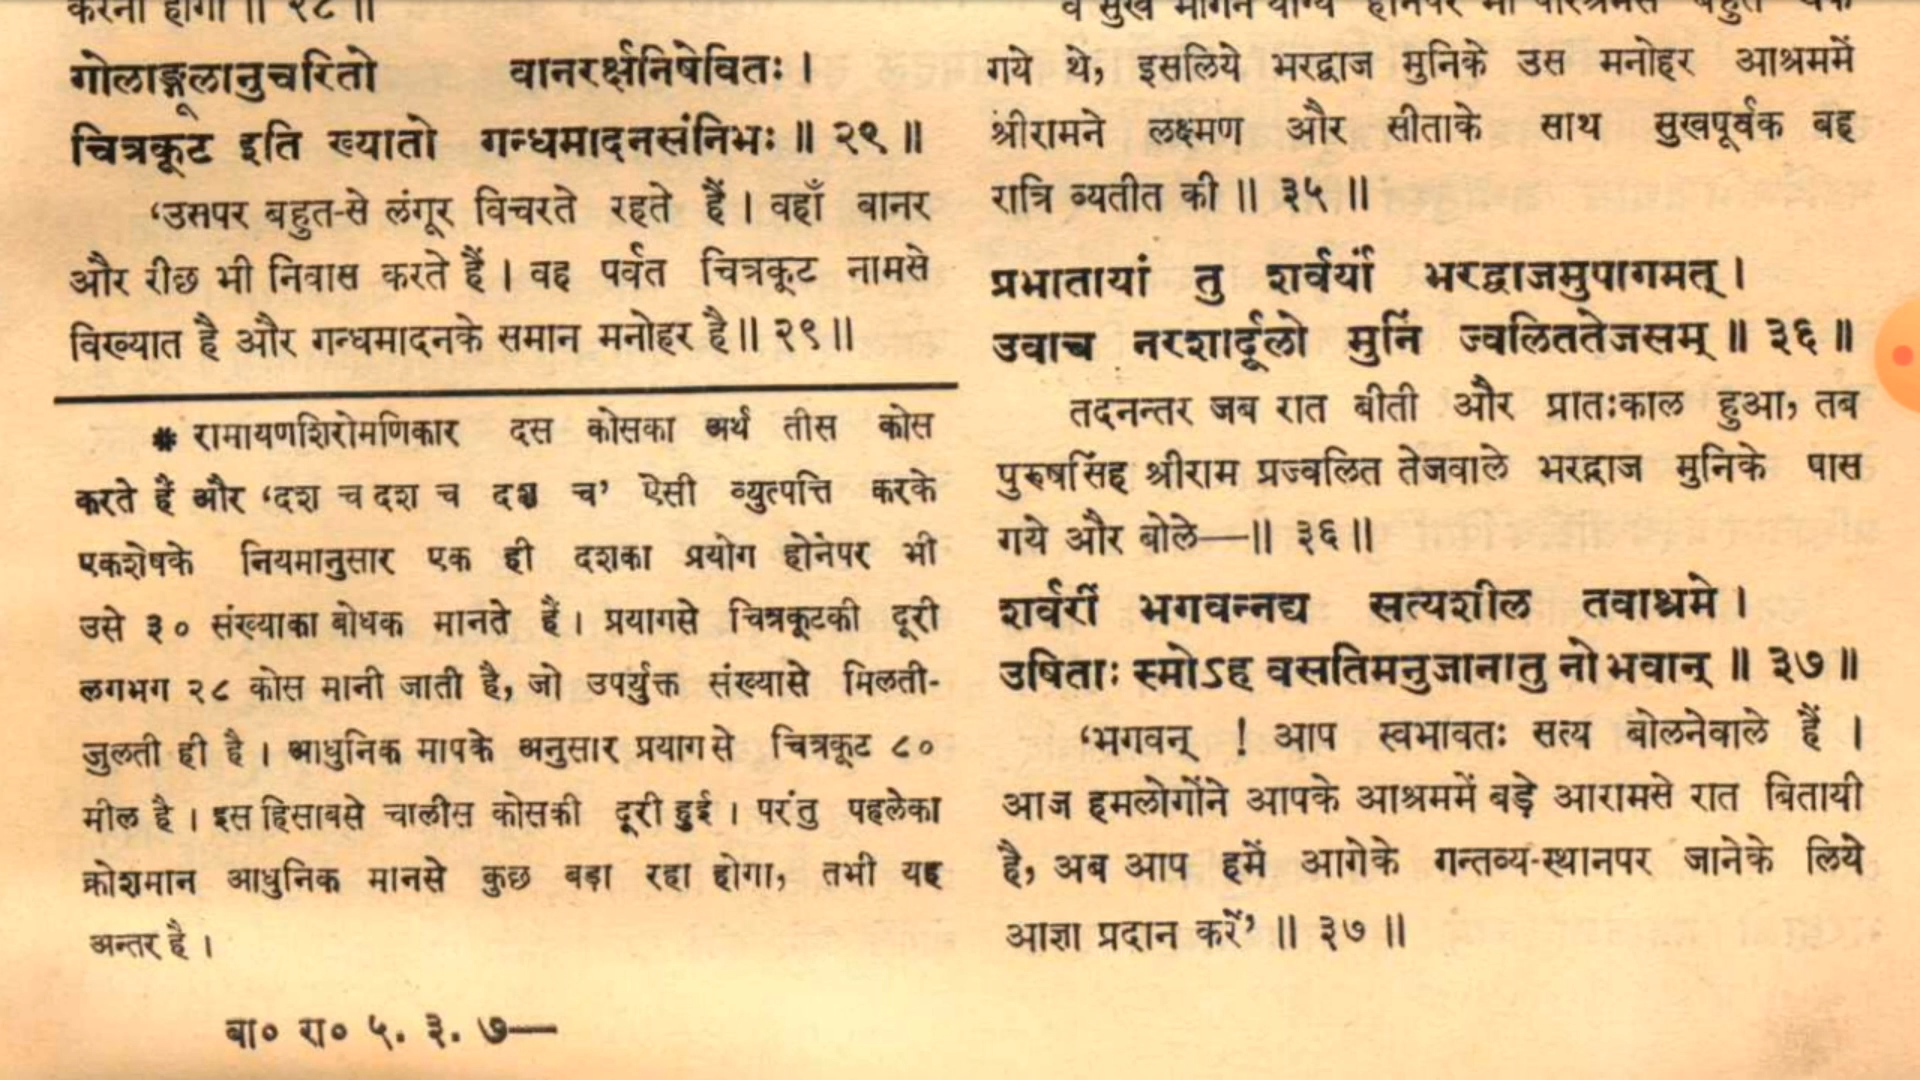 करना होगा ॥ २८ ॥
गोलाङ्गूलानुचरितो वानरर्क्षनिषेवितः ।
चित्रकूट इति ख्यातो गन्धमादनसंनिभः ॥ २९ ॥
‘उसपर बहुत-से लंगूर विचरते रहते हैं । वहाँ वानर
और रीछ भी निवास करते हैं । वह पर्वत चित्रकूट नामसे
विख्यात है और गन्धमादनके समान मनोहर है ॥ २९ ॥
* रामायणशिरोमणिकार दस कोसका अर्थ तीस कोस
करते हैं और ‘दश च दश च दश च’ ऐसी व्युत्पत्ति करके
एकशेषके नियमानुसार एक ही दशका प्रयोग होनेपर भी
उसे ३० संख्याका बोधक मानते हैं । प्रयागसे चित्रकूटकी दूरी
लगभग २८ कोस मानी जाती है, जो उपर्युक्त संख्यासे मिलती-
जुलती ही है । आधुनिक मापके अनुसार प्रयागसे चित्रकूट ८०
मील है । इस हिसाबसे चालीस कोसकी दूरी हुई । परंतु पहलेका
क्रोशमान आधुनिक मानसे कुछ बड़ा रहा होगा, तभी यह
अन्तर है ।
वा० रा० ५. ३. ७—
वे सुख भोगने योग्य होनेपर भी परिश्रमसे बहुत थक
गये थे, इसलिये भरद्वाज मुनिके उस मनोहर आश्रममें
श्रीरामने लक्ष्मण और सीताके साथ सुखपूर्वक वह
रात्रि व्यतीत की ॥ ३५ ॥
प्रभातायां तु शर्वर्यां भरद्वाजमुपागमत् ।
उवाच नरशार्दूलो मुनिं ज्वलिततेजसम् ॥ ३६ ॥
तदनन्तर जब रात बीती और प्रातःकाल हुआ, तब
पुरुषसिंह श्रीराम प्रज्वलित तेजवाले भरद्वाज मुनिके पास
गये और बोले—॥ ३६ ॥
शर्वरीं भगवन्नद्य सत्यशील तवाश्रमे ।
उषिताः स्मोऽह वसतिमनुजानातु नो भवान् ॥ ३७ ॥
‘भगवन् ! आप स्वभावतः सत्य बोलनेवाले हैं ।
आज हमलोगोंने आपके आश्रममें बड़े आरामसे रात बितायी
है, अब आप हमें आगेके गन्तव्य-स्थानपर जानेके लिये
आज्ञा प्रदान करें’ ॥ ३७ ॥